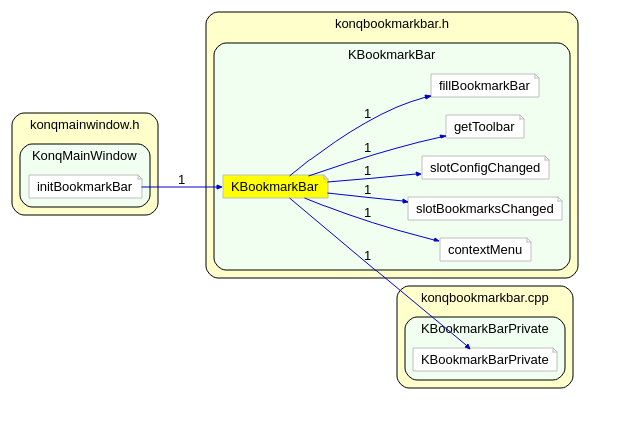 konqbookmarkbar.h
KBookmarkBar
fillBookmarkBar
1
getToolbar
1
slotConfigChanged
1
slotBookmarksChanged
1
contextMenu
1
konqmainwindow.h
KonqMainWindow
initBookmarkBar
1
KBookmarkBar
1
konqbookmarkbar.cpp
KBookmarkBarPrivate
KBookmarkBarPrivate